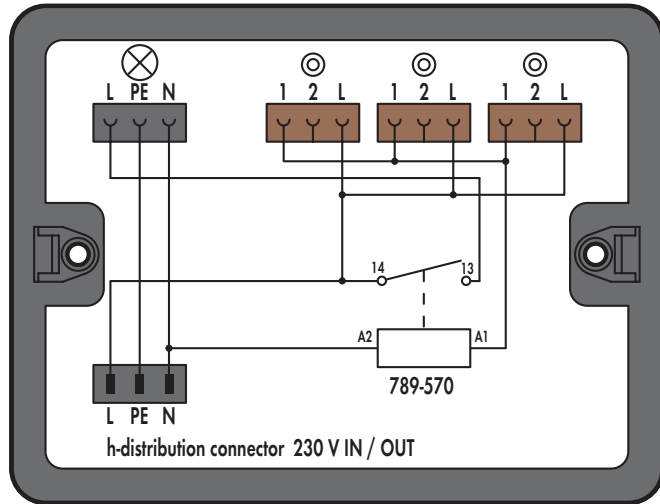 L PE N 1 2 L 1 2 L 1 2 L
14 13
A2 A1
789-570
L PE N
h-distribution connector 230 V IN / OUT